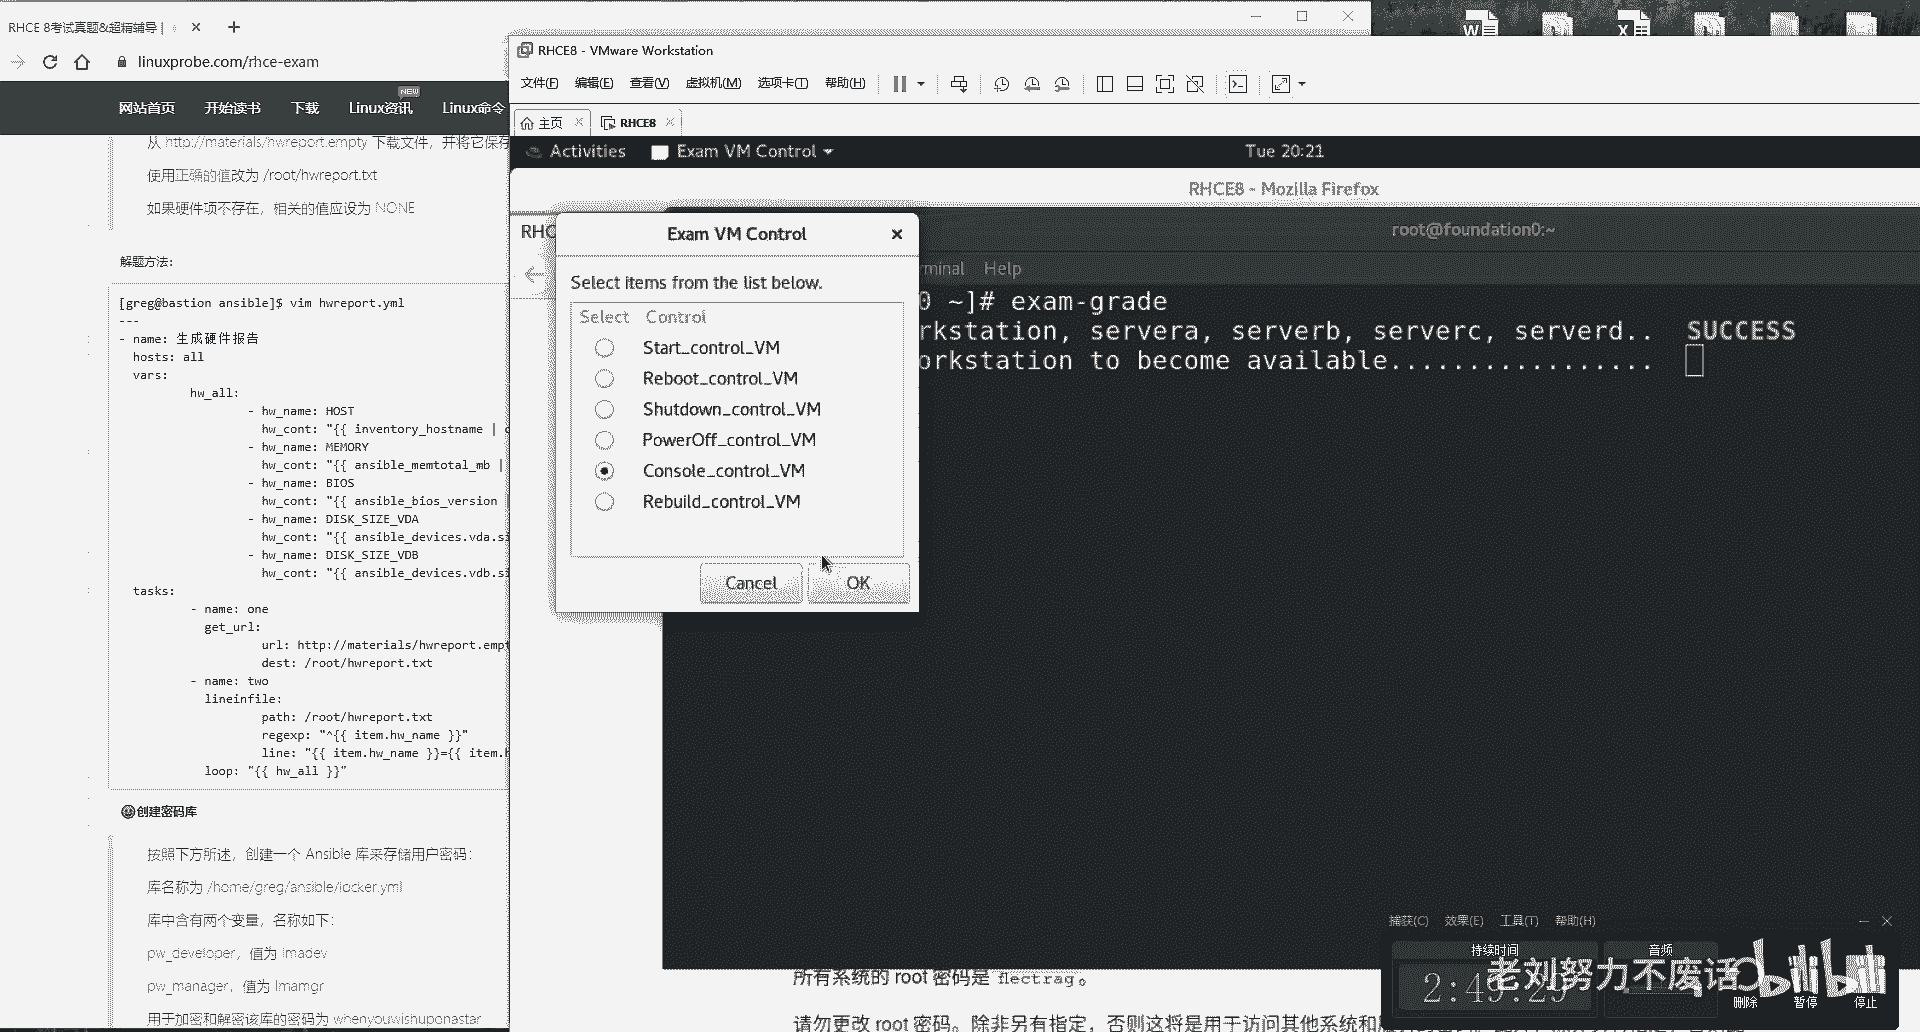 RHCE 8考试真题&超精辅导 |
linuxprobe.com/rhce-exam
网站首页 开始读书 下载 Linux资讯 NEW Linux命令
从 http://materials/hwreport.empty 下载文件，并将它保存
使用正确的值改为 /root/hwreport.txt
如果硬件项不存在，相关的值应设为 NONE
解题方法:
[greg@bastion ansible]$ vim hwreport.yml
---
- name: 生成硬件报告
hosts: all
vars:
hw_all:
- hw_name: HOST
hw_cont: "{{ inventory_hostname |
- hw_name: MEMORY
hw_cont: "{{ ansible_memtotal_mb |
- hw_name: BIOS
hw_cont: "{{ ansible_bios_version
- hw_name: DISK_SIZE_VDA
hw_cont: "{{ ansible_devices.vda.si
- hw_name: DISK_SIZE_VDB
hw_cont: "{{ ansible_devices.vdb.si
tasks:
- name: one
get_url:
url: http://materials/hwreport.empt
dest: /root/hwreport.txt
- name: two
lineinfile:
path: /root/hwreport.txt
regexp: "^{{ item.hw_name }}"
line: "{{ item.hw_name }}={{ item.h
loop: "{{ hw_all }}"
创建密码库
按照下方所述，创建一个 Ansible 库来存储用户密码：
库名称为 /home/greg/ansible/locker.yml
库中含有两个变量，名称如下：
pw_developer，值为 Imadev
pw_manager，值为 Imamgr
用于加密和解密该库的密码为 whenyouwishuponastar
RHCE8 - VMware Workstation
文件(F) 编辑(E) 查看(V) 虚拟机(M) 选项卡(T) 帮助(H)
主页 RHCE8
Activities Exam VM Control Tue 20:21
RHCE8 - Mozilla Firefox
RHC
root@foundation0:~
minal Help
0 ~]# exam-grade
rkstation, servera, serverb, serverc, serverd.. SUCCESS
orkstation to become available.................
Exam VM Control
Select items from the list below.
Select Control
Start_control_VM
Reboot_control_VM
Shutdown_control_VM
PowerOff_control_VM
Console_control_VM
Rebuild_control_VM
Cancel OK
所有系统的 root 密码是 flectrag。
请勿更改 root 密码。除非另有指定，否则这将是用于访问其他系统和
捕获(C) 效果(E) 工具(T) 帮助(H)
持续时间 音频
老刘努力不废话 bilibili
删除 暂停 停止